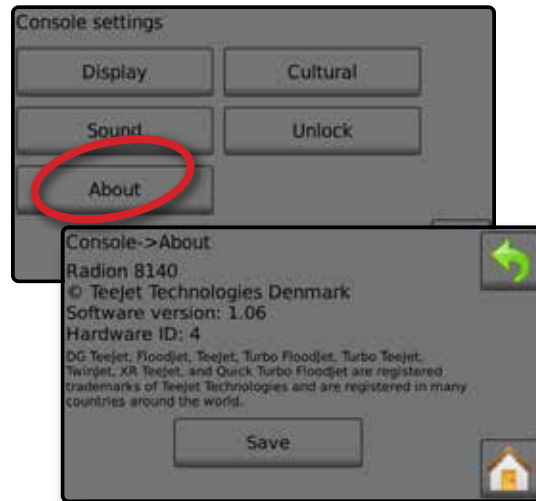 Console settings
Display
Cultural
Sound
Unlock
About
Console->About
Radion 8140
© TeeJet Technologies Denmark
Software version: 1.06
Hardware ID: 4
DG TeeJet, FloodJet, TeeJet, Turbo FloodJet, Turbo TeeJet,
TwinJet, XR TeeJet, and Quick Turbo FloodJet are registered
trademarks of TeeJet Technologies and are registered in many
countries around the world.
Save